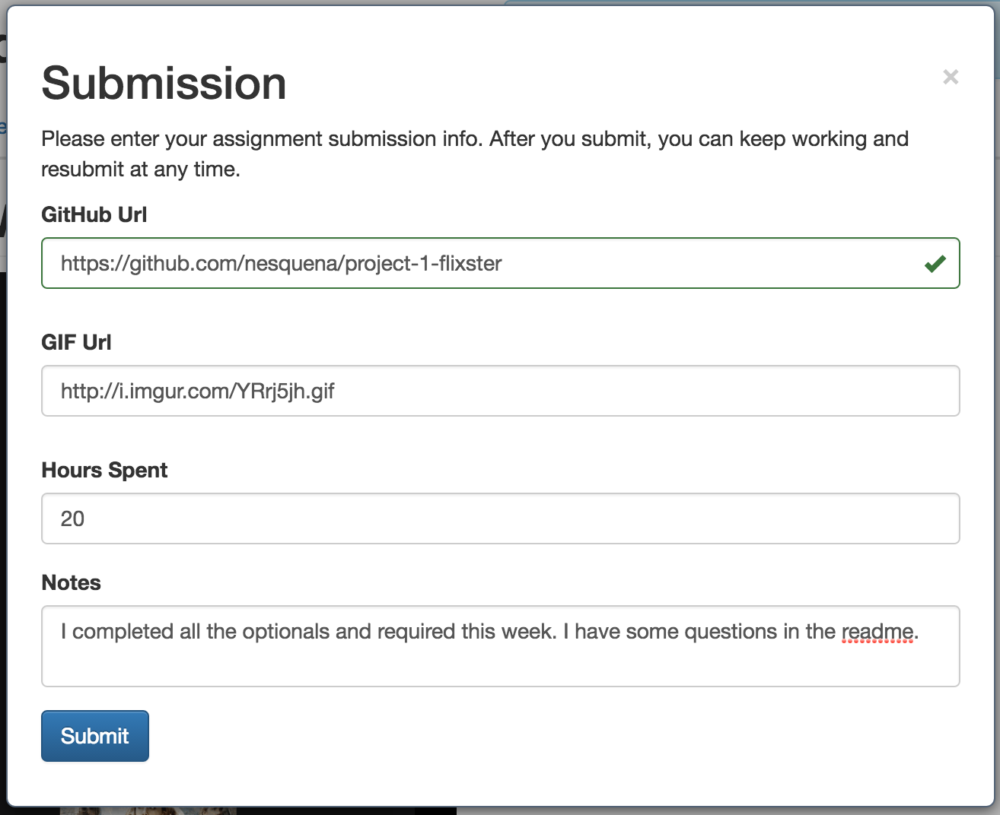 Submission
×
Please enter your assignment submission info. After you submit, you can keep working and
resubmit at any time.
GitHub Url
https://github.com/nesquena/project-1-flixster
GIF Url
http://i.imgur.com/YRrj5jh.gif
Hours Spent
20
Notes
I completed all the optionals and required this week. I have some questions in the readme.
Submit